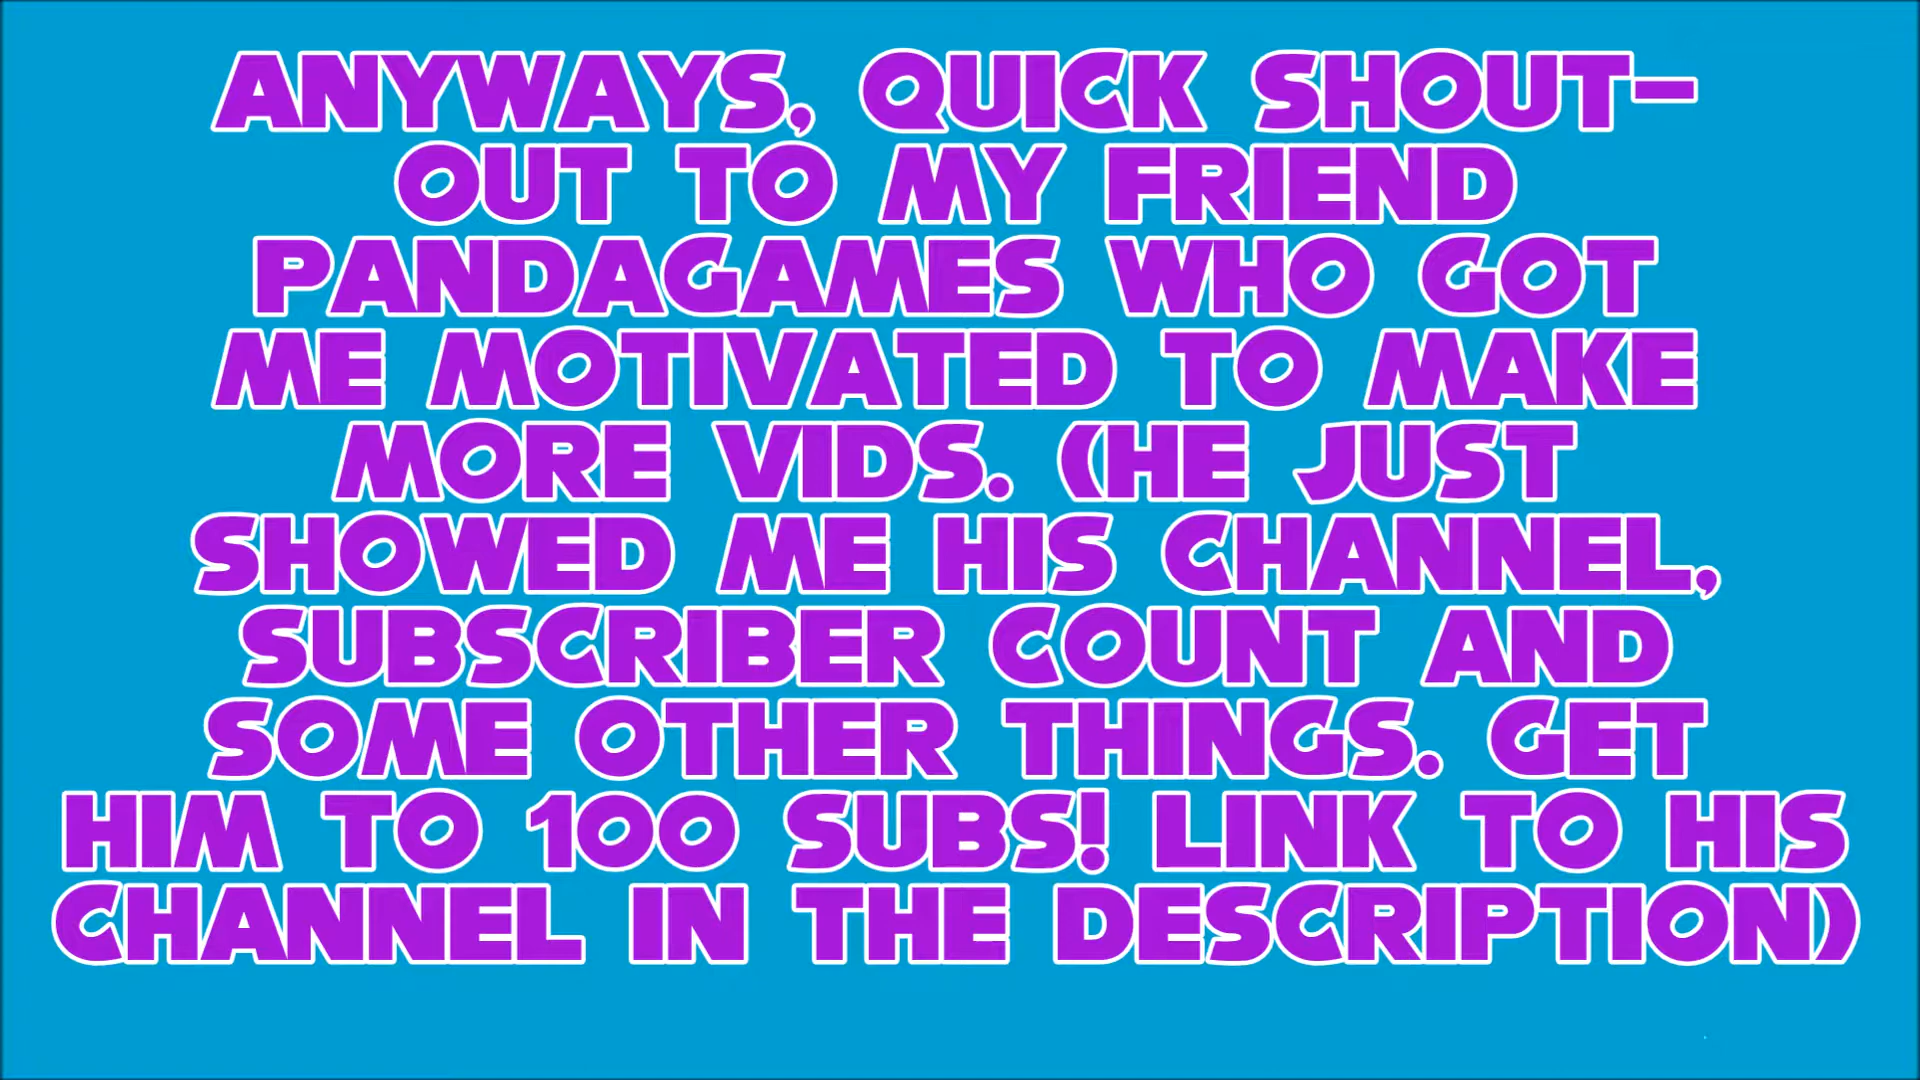 ANYWAYS, QUICK SHOUT-
OUT TO MY FRIEND
PANDAGAMES WHO GOT
ME MOTIVATED TO MAKE
MORE VIDS. (HE JUST
SHOWED ME HIS CHANNEL,
SUBSCRIBER COUNT AND
SOME OTHER THINGS. GET
HIM TO 100 SUBS! LINK TO HIS
CHANNEL IN THE DESCRIPTION)